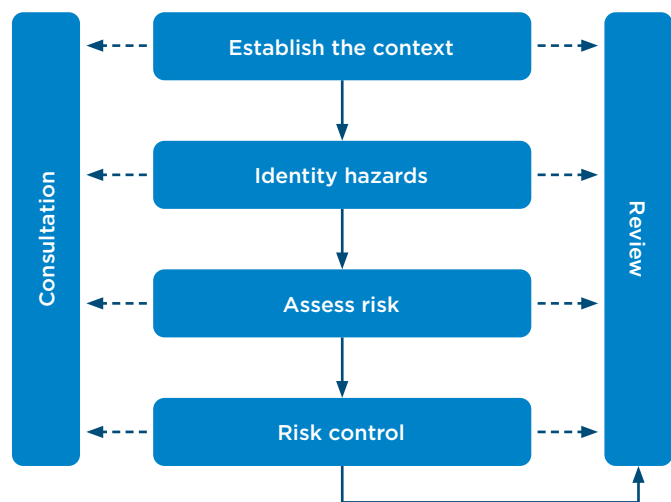 Establish the context
Consultation
Identity hazards
Review
Assess risk
Risk control